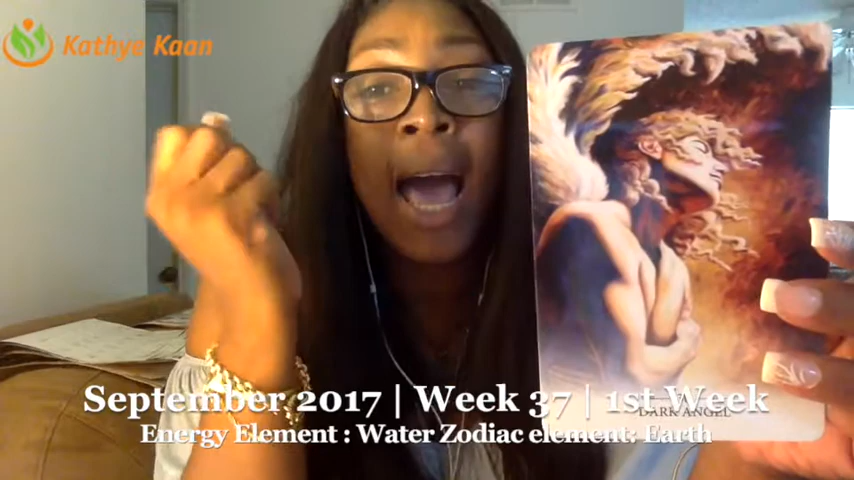 Kathye Kaan
September 2017 | Week 37 | 1st Week
DARK ANGEL
Energy Element : Water Zodiac element: Earth